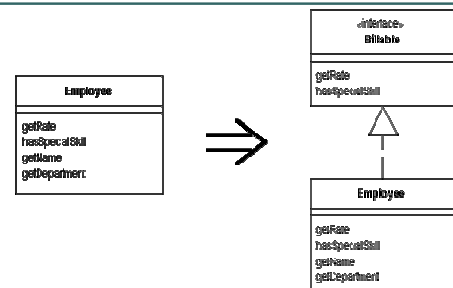 Employee
getRate
hasSpecialSkill
getName
getDepartment
«interface»
Billable
getRate
hasSpecialSkill
Employee
getRate
hasSpecialSkill
getName
getDepartment